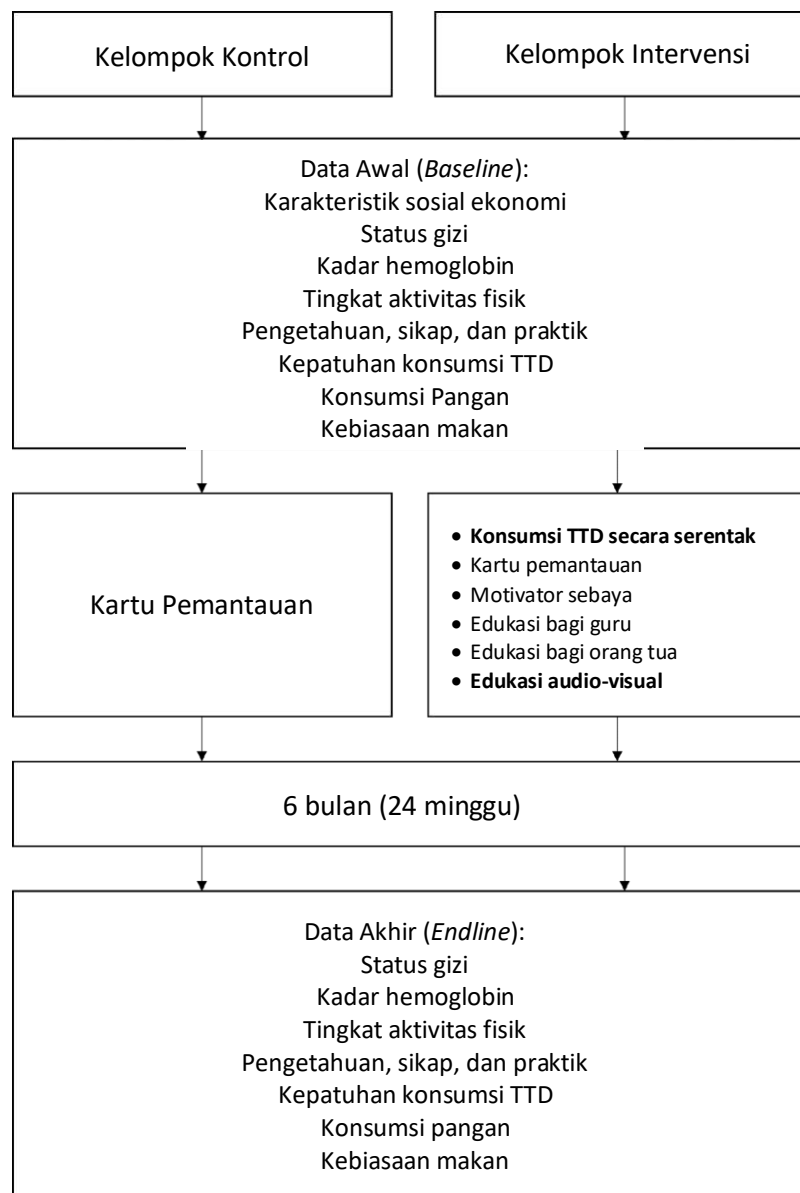 Kelompok Kontrol
Kelompok Intervensi
Data Awal (Baseline):
Karakteristik sosial ekonomi
Status gizi
Kadar hemoglobin
Tingkat aktivitas fisik
Pengetahuan, sikap, dan praktik
Kepatuhan konsumsi TTD
Konsumsi Pangan
Kebiasaan makan
Kartu Pemantauan
• Konsumsi TTD secara serentak
• Kartu pemantauan
• Motivator sebaya
• Edukasi bagi guru
• Edukasi bagi orang tua
• Edukasi audio-visual
6 bulan (24 minggu)
Data Akhir (Endline):
Status gizi
Kadar hemoglobin
Tingkat aktivitas fisik
Pengetahuan, sikap, dan praktik
Kepatuhan konsumsi TTD
Konsumsi pangan
Kebiasaan makan